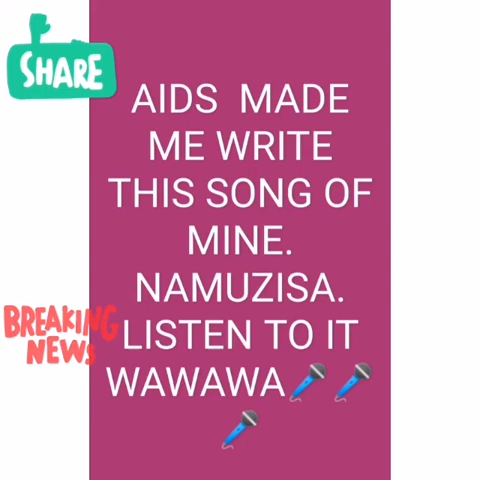 SHARE
AIDS MADE
ME WRITE
THIS SONG OF
MINE.
NAMUZISA.
BREAKING
NEWS
LISTEN TO IT
WAWAWA🎤🎤
🎤